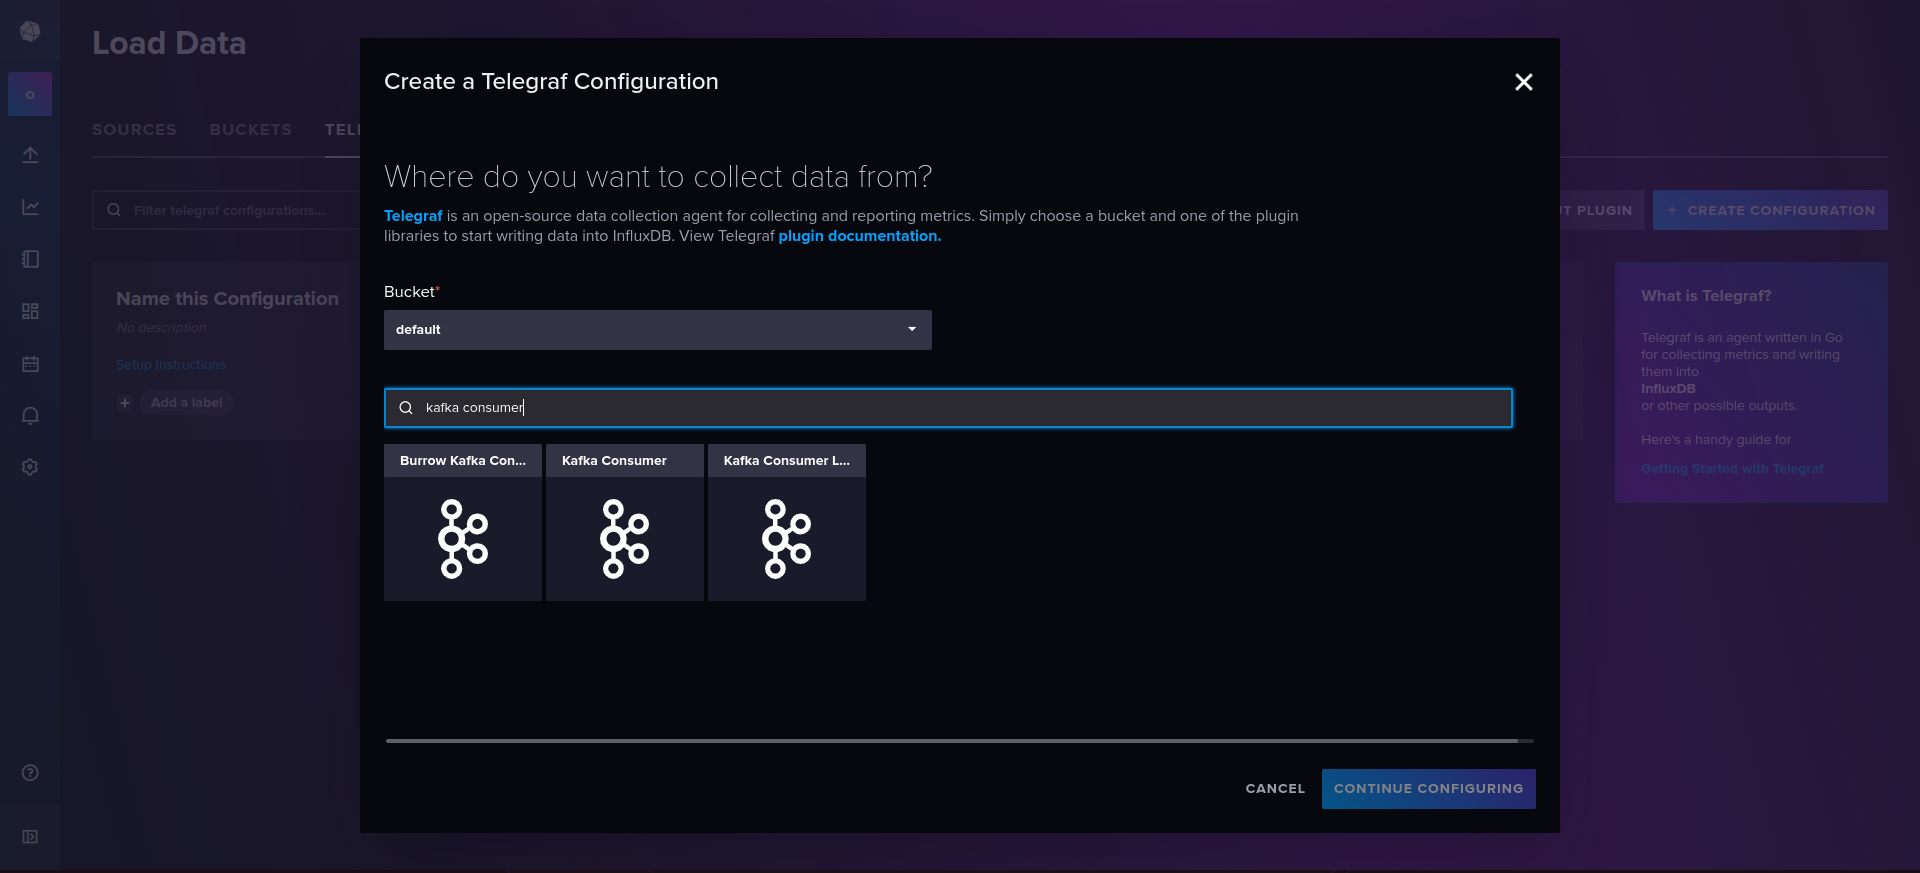 Load Data
SOURCES
BUCKETS
TELE
Filter telegraf configurations...
PLUGIN
+ CREATE CONFIGURATION
Name this Configuration
No description
Setup Instructions
+ Add a label
Create a Telegraf Configuration
Where do you want to collect data from?
Telegraf is an open-source data collection agent for collecting and reporting metrics. Simply choose a bucket and one of the plugin
libraries to start writing data into InfluxDB. View Telegraf plugin documentation.
Bucket*
default
kafka consumer
Burrow Kafka Con...
Kafka Consumer
Kafka Consumer L...
CANCEL
CONTINUE CONFIGURING
What is Telegraf?
Telegraf is an agent written in Go
for collecting metrics and writing
them into
InfluxDB
or other possible outputs.
Here's a handy guide for
Getting Started with Telegraf